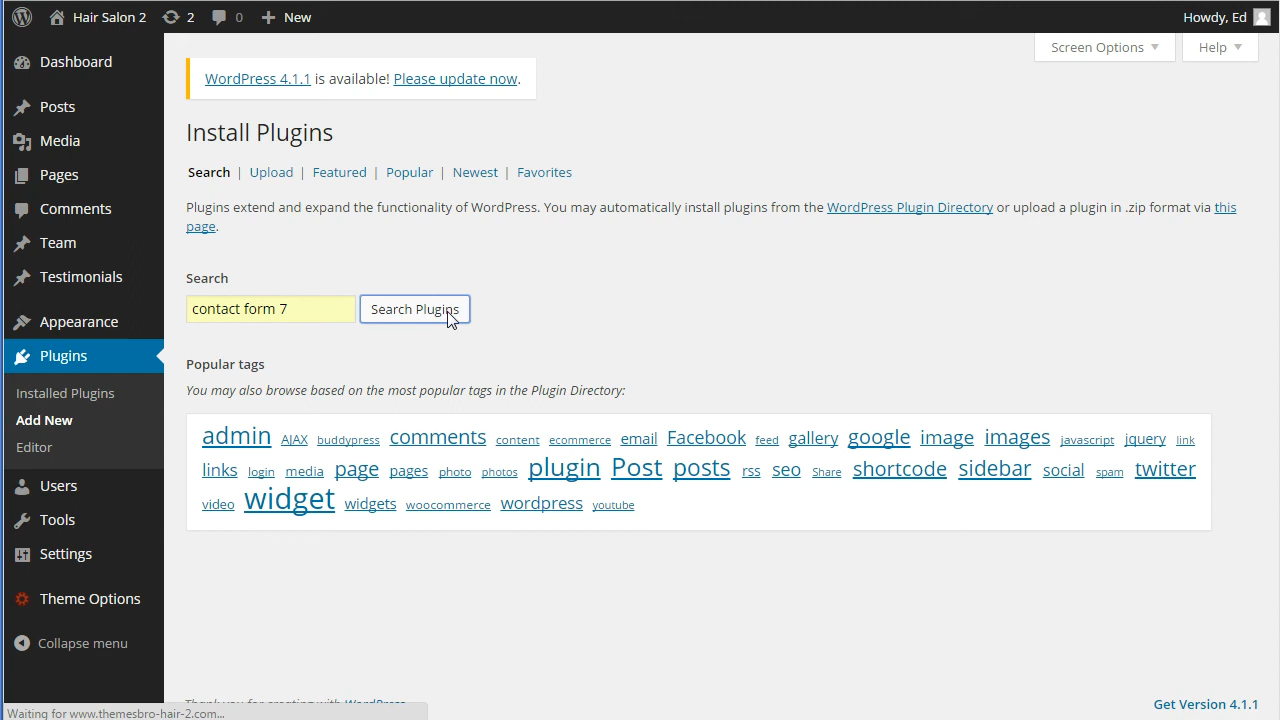 Hair Salon 2 2 0 New Howdy, Ed
Screen Options Help
Dashboard
Posts
Media
Pages
Comments
Team
Testimonials
Appearance
Plugins
Installed Plugins
Add New
Editor
Users
Tools
Settings
Theme Options
Collapse menu
WordPress 4.1.1 is available! Please update now.
Install Plugins
Search | Upload | Featured | Popular | Newest | Favorites
Plugins extend and expand the functionality of WordPress. You may automatically install plugins from the WordPress Plugin Directory or upload a plugin in .zip format via this
page.
Search
contact form 7 Search Plugins
Popular tags
You may also browse based on the most popular tags in the Plugin Directory:
admin AJAX buddypress comments content ecommerce email Facebook feed gallery google image images javascript jquery link
links login media page pages photo photos plugin Post posts rss seo Share shortcode sidebar social spam twitter
video widget widgets woocommerce wordpress youtube
Thank you for creating with WordPress.
Get Version 4.1.1
Waiting for www.themesbro-hair-2.com...